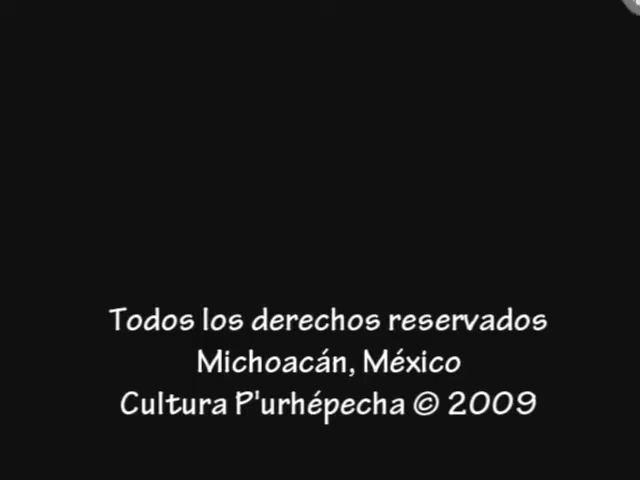 Todos los derechos reservados
Michoacán, México
Cultura P'urhépecha © 2009